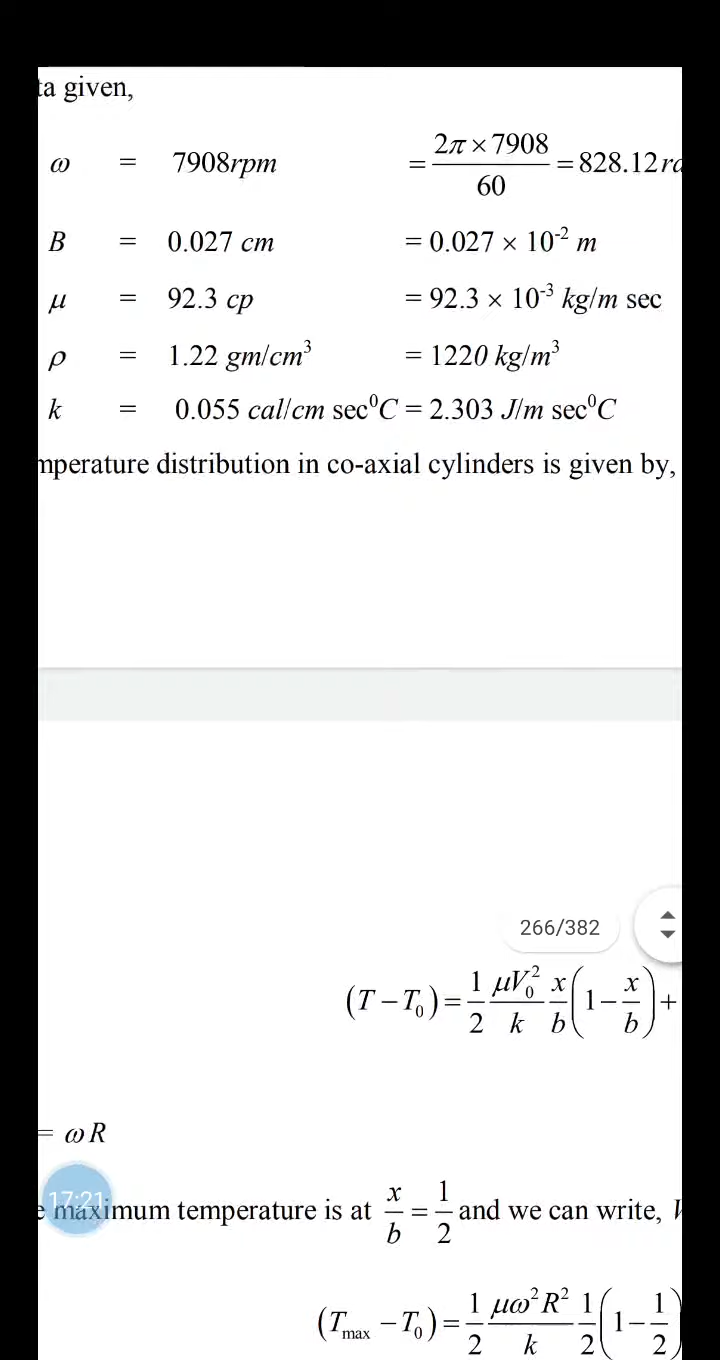 ta given,
ω = 7908rpm = 2π × 7908 / 60 = 828.12 ra
B = 0.027 cm = 0.027 × 10⁻² m
μ = 92.3 cp = 92.3 × 10⁻³ kg/m sec
ρ = 1.22 gm/cm³ = 1220 kg/m³
k = 0.055 cal/cm sec⁰C = 2.303 J/m sec⁰C
mperature distribution in co-axial cylinders is given by,
266/382
(T − T₀) = 1/2 μV₀²/k x/b (1 − x/b) +
= ωR
17:21
e maximum temperature is at x/b = 1/2 and we can write,
(Tmax − T₀) = 1/2 μω²R²/k 1/2 (1 − 1/2)